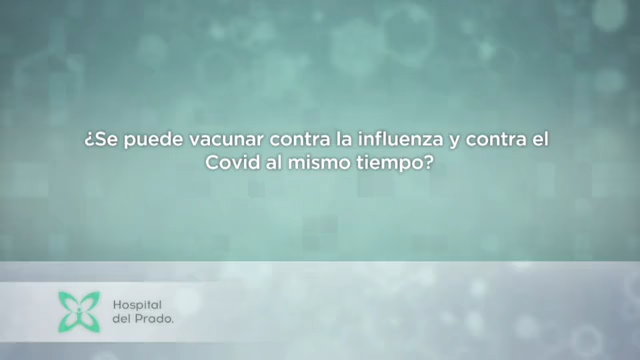 ¿Se puede vacunar contra la influenza y contra el
Covid al mismo tiempo?
Hospital
del Prado.